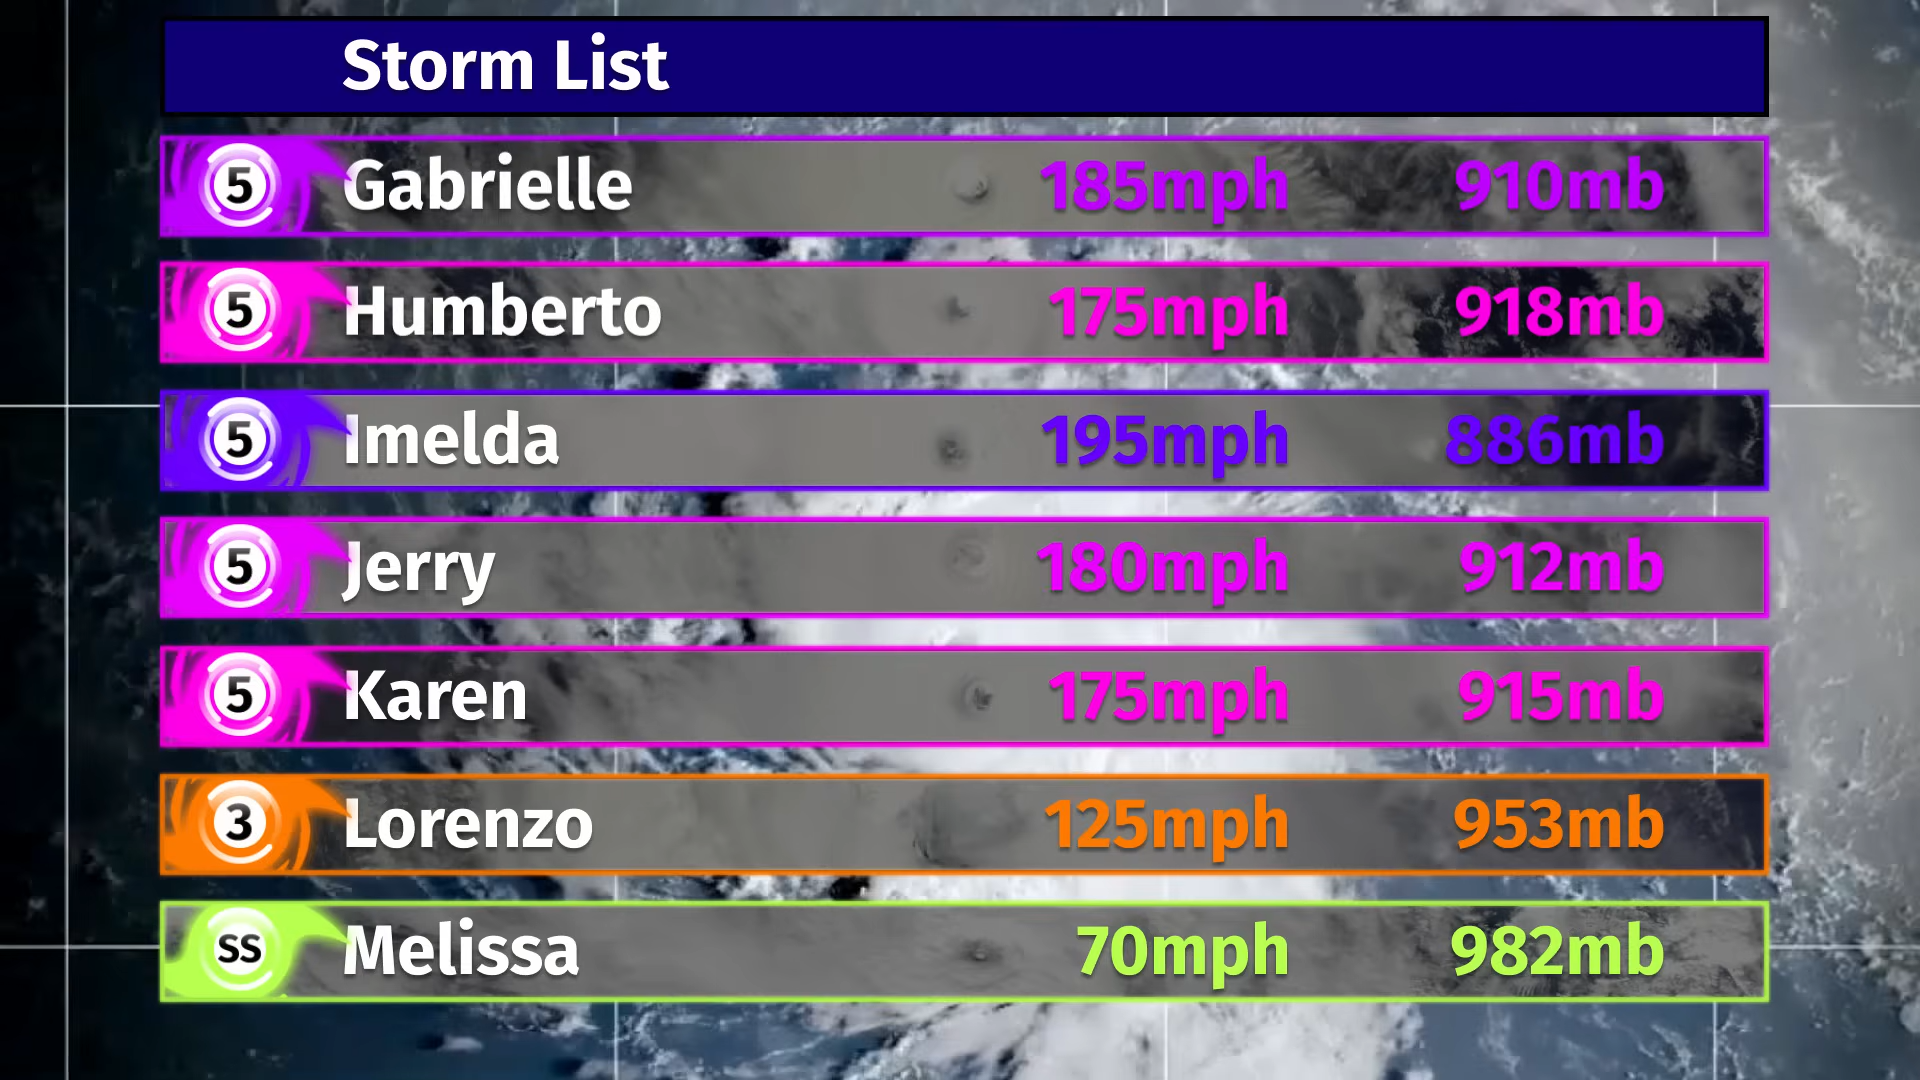 Storm List
5 Gabrielle 185mph 910mb
5 Humberto 175mph 918mb
5 Imelda 195mph 886mb
5 Jerry 180mph 912mb
5 Karen 175mph 915mb
3 Lorenzo 125mph 953mb
SS Melissa 70mph 982mb